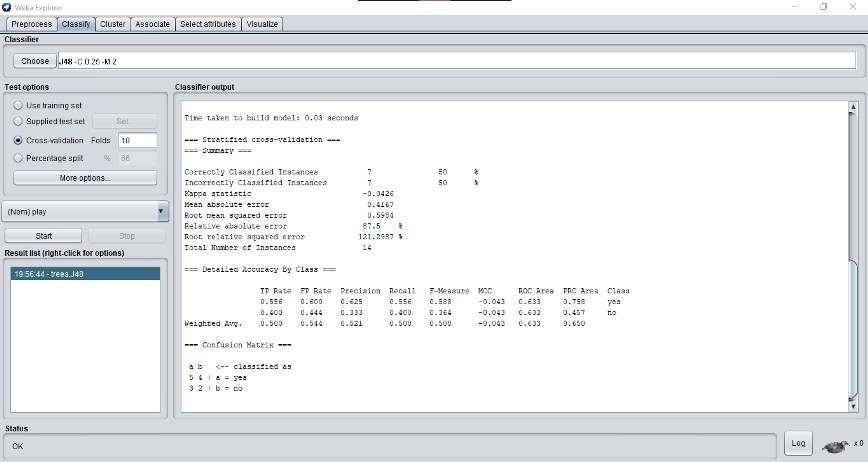 Weka Explorer
Preprocess Classify Cluster Associate Select attributes Visualize
Classifier
Choose J48 -C 0.25 -M 2
Test options
Use training set
Supplied test set Set...
Cross-validation Folds 10
Percentage split % 66
More options...
(Nom) play
Start Stop
Result list (right-click for options)
19:56:44 - trees.J48
Classifier output
Time taken to build model: 0.03 seconds
=== Stratified cross-validation ===
=== Summary ===
Correctly Classified Instances 7 50 %
Incorrectly Classified Instances 7 50 %
Kappa statistic -0.0426
Mean absolute error 0.4167
Root mean squared error 0.5984
Relative absolute error 87.5 %
Root relative squared error 121.2987 %
Total Number of Instances 14
=== Detailed Accuracy By Class ===
TP Rate FP Rate Precision Recall F-Measure MCC ROC Area PRC Area Class
0.556 0.600 0.625 0.556 0.588 -0.043 0.633 0.758 yes
0.400 0.444 0.333 0.400 0.364 -0.043 0.633 0.457 no
Weighted Avg. 0.500 0.544 0.521 0.500 0.508 -0.043 0.633 0.650
=== Confusion Matrix ===
a b <-- classified as
5 4 | a = yes
3 2 | b = no
Status
OK
Log x 0